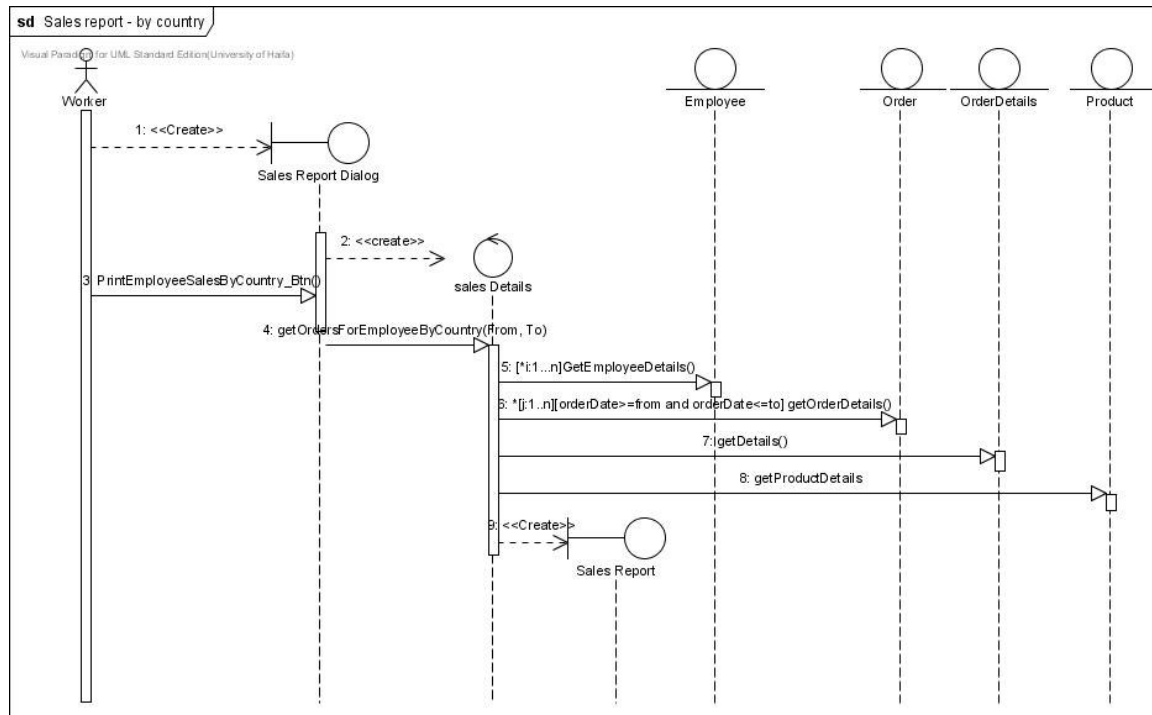 sd Sales report - by country
Visual Paradigm for UML Standard Edition(University of Haifa)
Worker
Employee
Order
OrderDetails
Product
1: <<Create>>
Sales Report Dialog
2: <<create>>
sales Details
3 PrintEmployeeSalesByCountry_Btn()
4: getOrdersForEmployeeByCountry(From, To)
5: [*i:1...n]GetEmployeeDetails()
6: *[j:1..n][orderDate>=from and orderDate<=to] getOrderDetails()
7: getDetails()
8: getProductDetails
9: <<Create>>
Sales Report